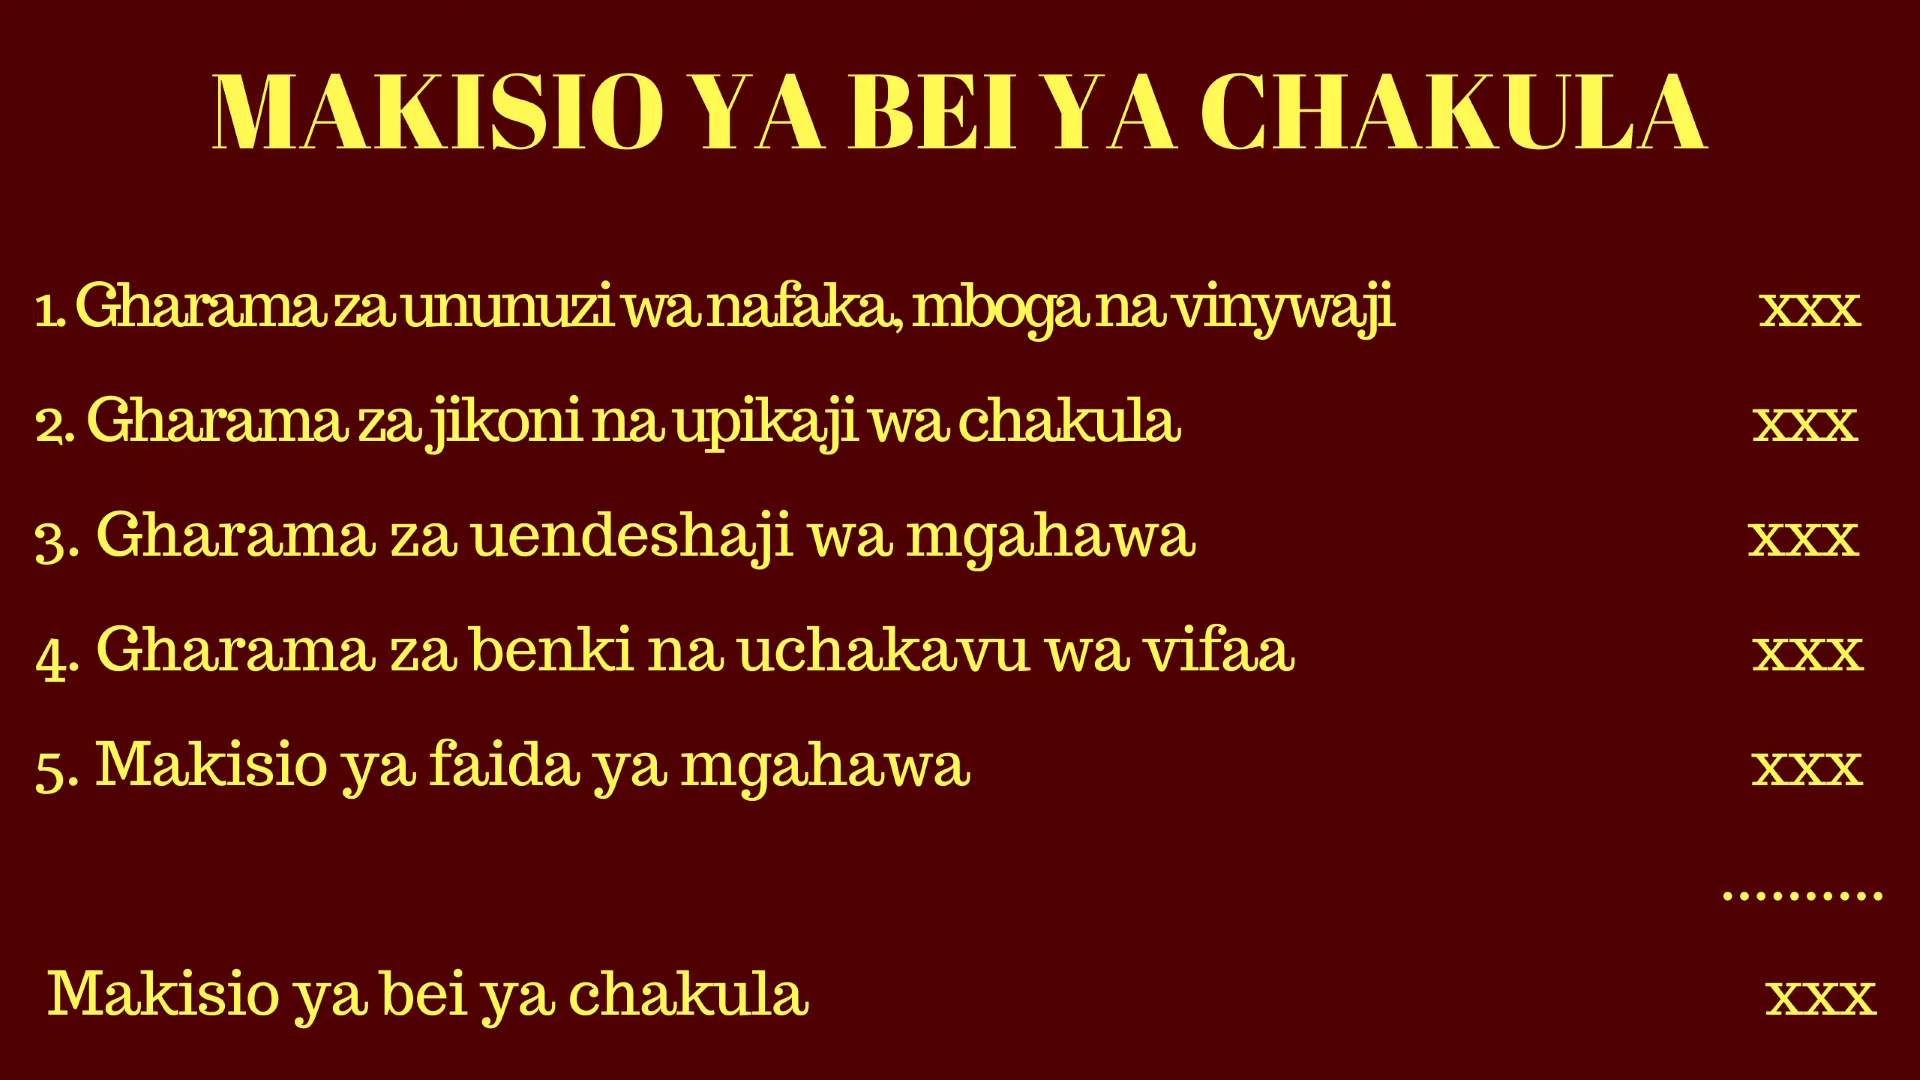 MAKISIO YA BEI YA CHAKULA
1. Gharama za ununuzi wa nafaka, mboga na vinywaji xxx
2. Gharama za jikoni na upikaji wa chakula xxx
3. Gharama za uendeshaji wa mgahawa xxx
4. Gharama za benki na uchakavu wa vifaa xxx
5. Makisio ya faida ya mgahawa xxx
..........
Makisio ya bei ya chakula xxx